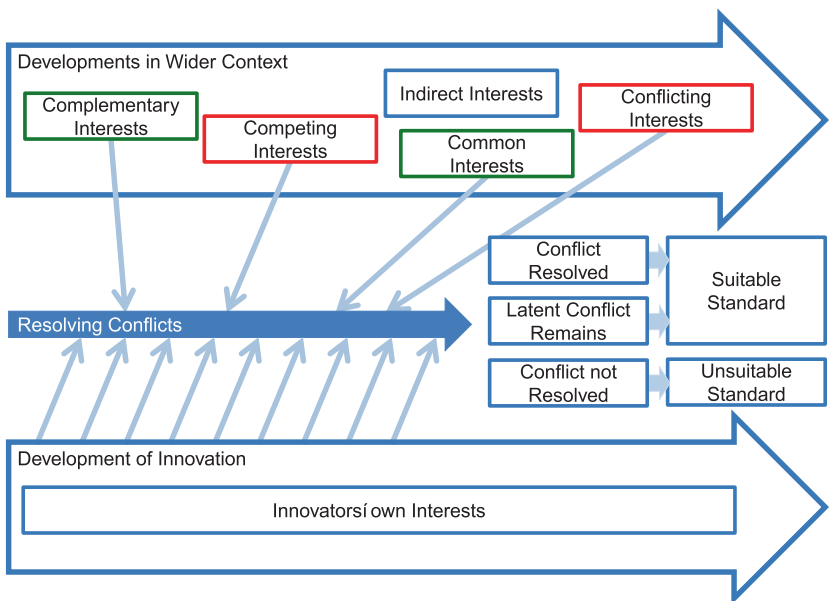 Developments in Wider Context
Complementary
Interests
Competing
Interests
Indirect Interests
Common
Interests
Conflicting
Interests
Resolving Conflicts
Conflict
Resolved
Latent Conflict
Remains
Suitable
Standard
Conflict not
Resolved
Unsuitable
Standard
Development of Innovation
Innovatorsí own Interests